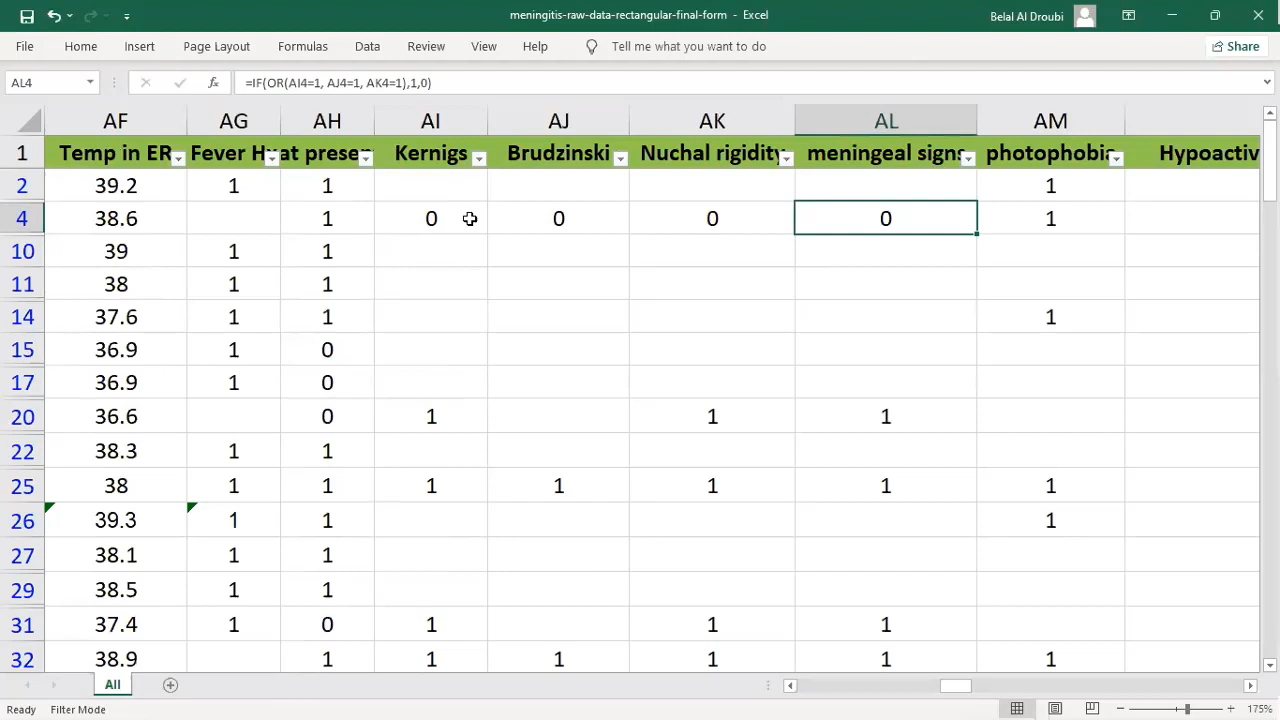 meningitis-raw-data-rectangular-final-form - Excel
Belal Al Droubi
File Home Insert Page Layout Formulas Data Review View Help Tell me what you want to do Share
AL4 fx =IF(OR(AI4=1, AJ4=1, AK4=1),1,0)
AF AG AH AI AJ AK AL AM
1 Temp in ER Fever Hx at presen Kernigs Brudzinski Nuchal rigidity meningeal signs photophobia Hypoactiv
2 39.2 1 1 1
4 38.6 1 0 0 0 0 1
10 39 1 1
11 38 1 1
14 37.6 1 1 1
15 36.9 1 0
17 36.9 1 0
20 36.6 0 1 1 1
22 38.3 1 1
25 38 1 1 1 1 1 1 1
26 39.3 1 1 1
27 38.1 1 1
29 38.5 1 1
31 37.4 1 0 1 1 1
32 38.9 1 1 1 1 1 1
All
Ready Filter Mode 175%